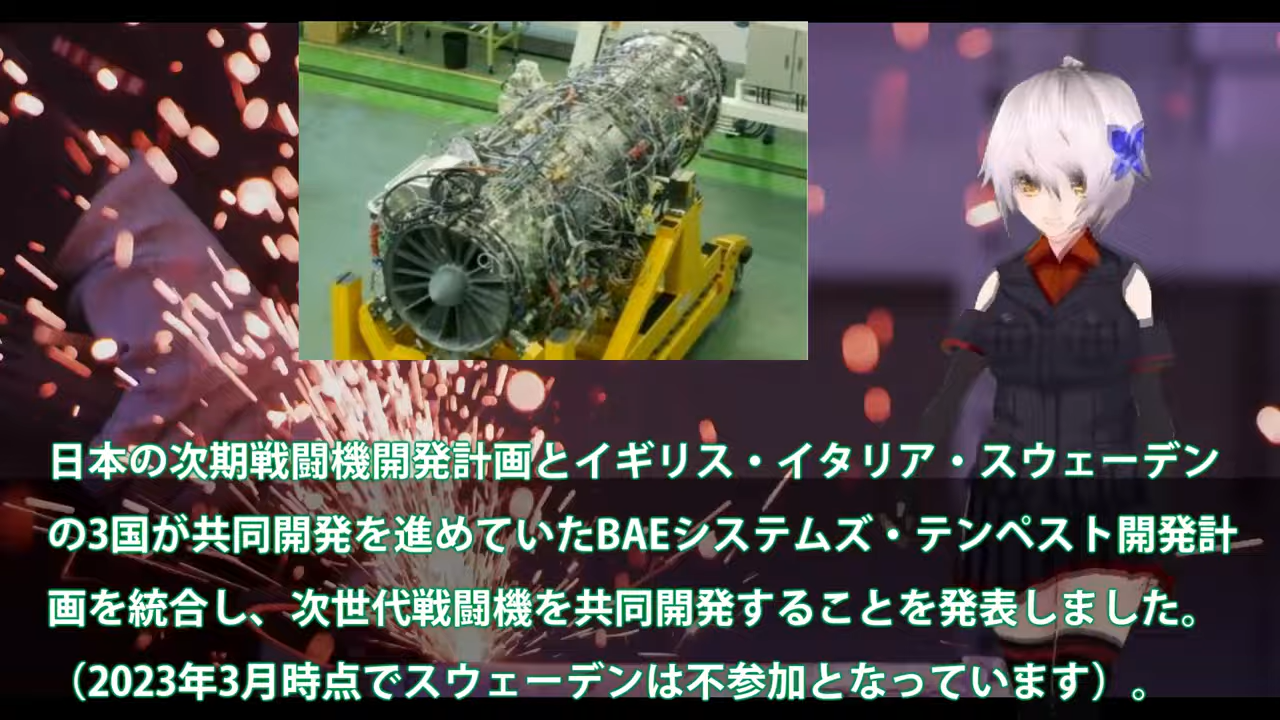 日本の次期戦闘機開発計画とイギリス・イタリア・スウェーデン
の3国が共同開発を進めていたBAEシステムズ・テンペスト開発計
画を統合し、次世代戦闘機を共同開発することを発表しました。
（2023年3月時点でスウェーデンは不参加となっています）。